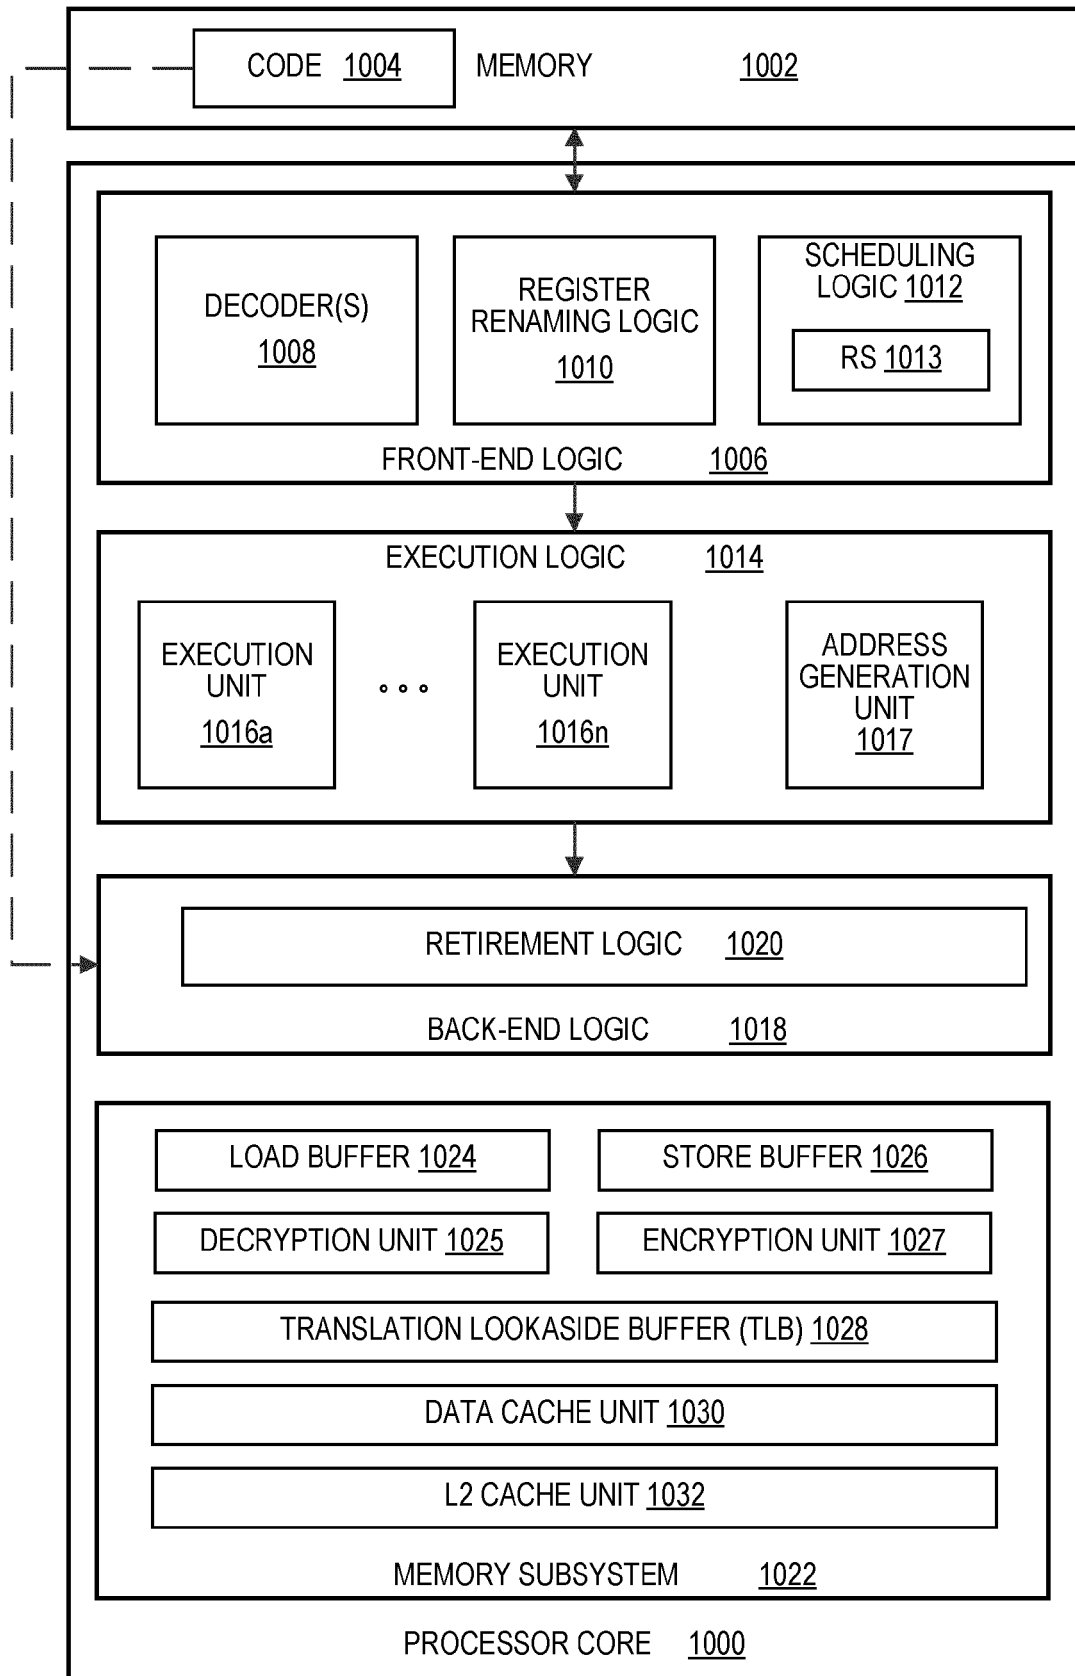 CODE 1004 MEMORY 1002
DECODER(S)
1008
REGISTER
RENAMING LOGIC
1010
SCHEDULING
LOGIC 1012
RS 1013
FRONT-END LOGIC 1006
EXECUTION LOGIC 1014
EXECUTION
UNIT
1016a
EXECUTION
UNIT
1016n
ADDRESS
GENERATION
UNIT
1017
RETIREMENT LOGIC 1020
BACK-END LOGIC 1018
LOAD BUFFER 1024
STORE BUFFER 1026
DECRYPTION UNIT 1025
ENCRYPTION UNIT 1027
TRANSLATION LOOKASIDE BUFFER (TLB) 1028
DATA CACHE UNIT 1030
L2 CACHE UNIT 1032
MEMORY SUBSYSTEM 1022
PROCESSOR CORE 1000